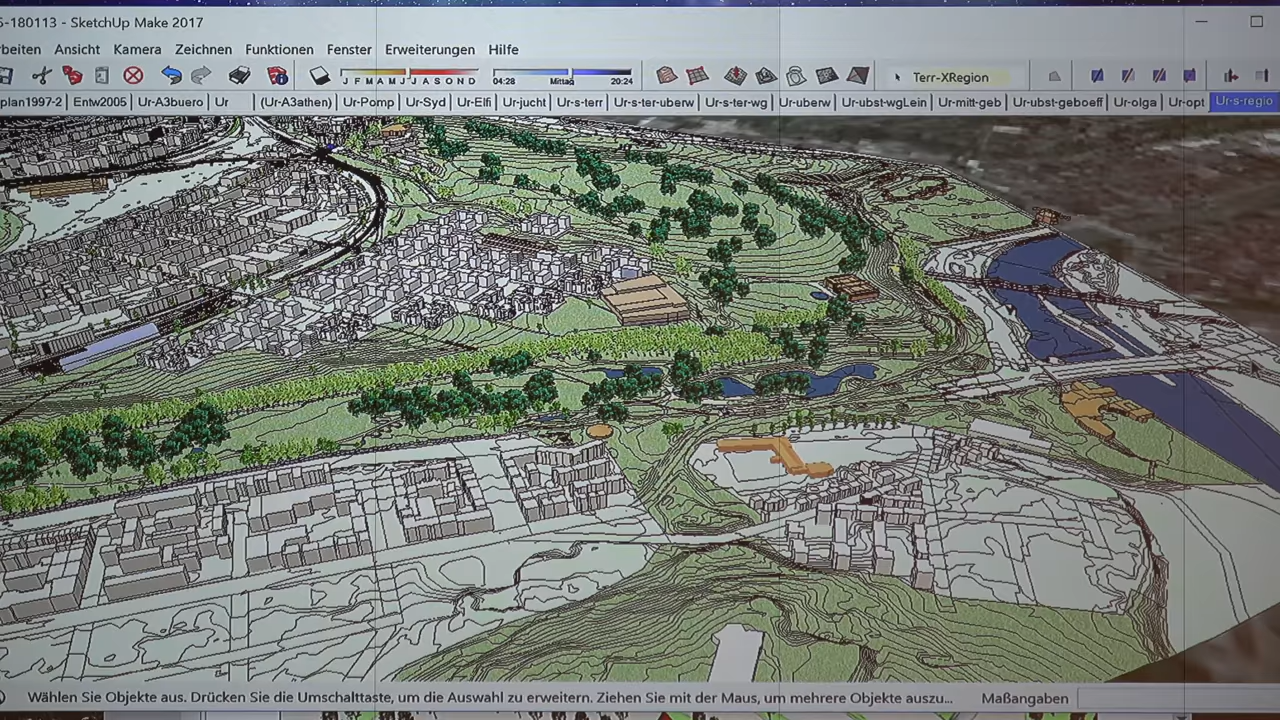 5-180113 - SketchUp Make 2017
beiten Ansicht Kamera Zeichnen Funktionen Fenster Erweiterungen Hilfe
J F M A M J J A S O N D 04:28 Mittag 20:24 Terr-XRegion
plan1997-2 Entw2005 Ur-A3buero Ur (Ur-A3athen) Ur-Pomp Ur-Syd Ur-Elfi Ur-jucht Ur-s-terr Ur-s-ter-uberw Ur-s-ter-wg Ur-uberw Ur-ubst-wgLein Ur-mitt-geb Ur-ubst-geboeff Ur-olga Ur-opt Ur-s-regio
Wählen Sie Objekte aus. Drücken Sie die Umschalttaste, um die Auswahl zu erweitern. Ziehen Sie mit der Maus, um mehrere Objekte auszu... Maßangaben